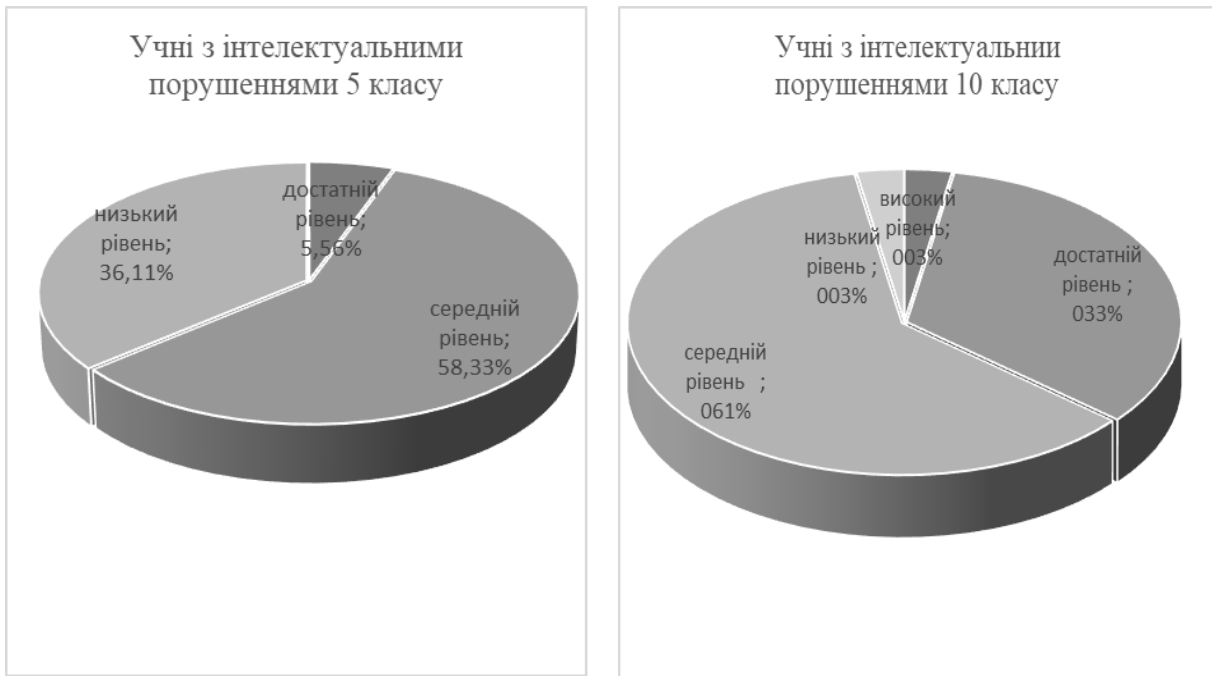 Учні з інтелектуальними
порушеннями 5 класу
достатній
рівень;
5,56%
низький
рівень;
36,11%
середній
рівень;
58,33%
Учні з інтелектуальнии
порушеннями 10 класу
високий
рівень;
003%
низький
рівень ;
003%
достатній
рівень ;
033%
середній
рівень ;
061%